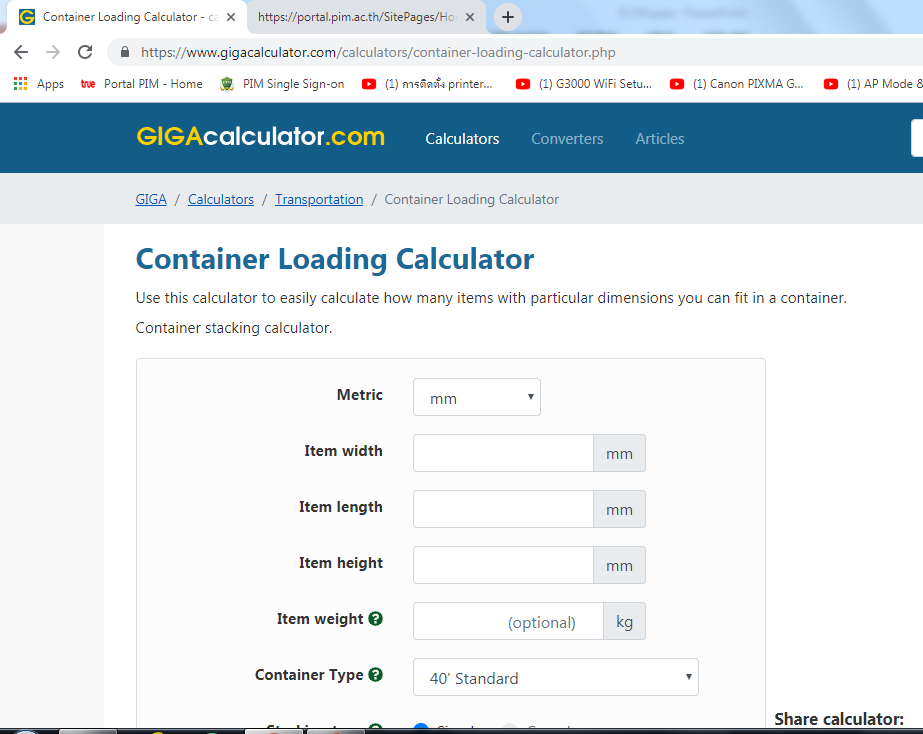 Container Loading Calculator - ca
https://portal.pim.ac.th/SitePages/Ho
https://www.gigacalculator.com/calculators/container-loading-calculator.php
Apps
true Portal PIM - Home
PIM Single Sign-on
(1) การติดตั้ง printer...
(1) G3000 WiFi Setu...
(1) Canon PIXMA G...
(1) AP Mode &
GIGAcalculator.com
Calculators
Converters
Articles
GIGA / Calculators / Transportation / Container Loading Calculator
Container Loading Calculator
Use this calculator to easily calculate how many items with particular dimensions you can fit in a container.
Container stacking calculator.
Metric mm
Item width mm
Item length mm
Item height mm
Item weight ? (optional) kg
Container Type ? 40' Standard
Share calculator: